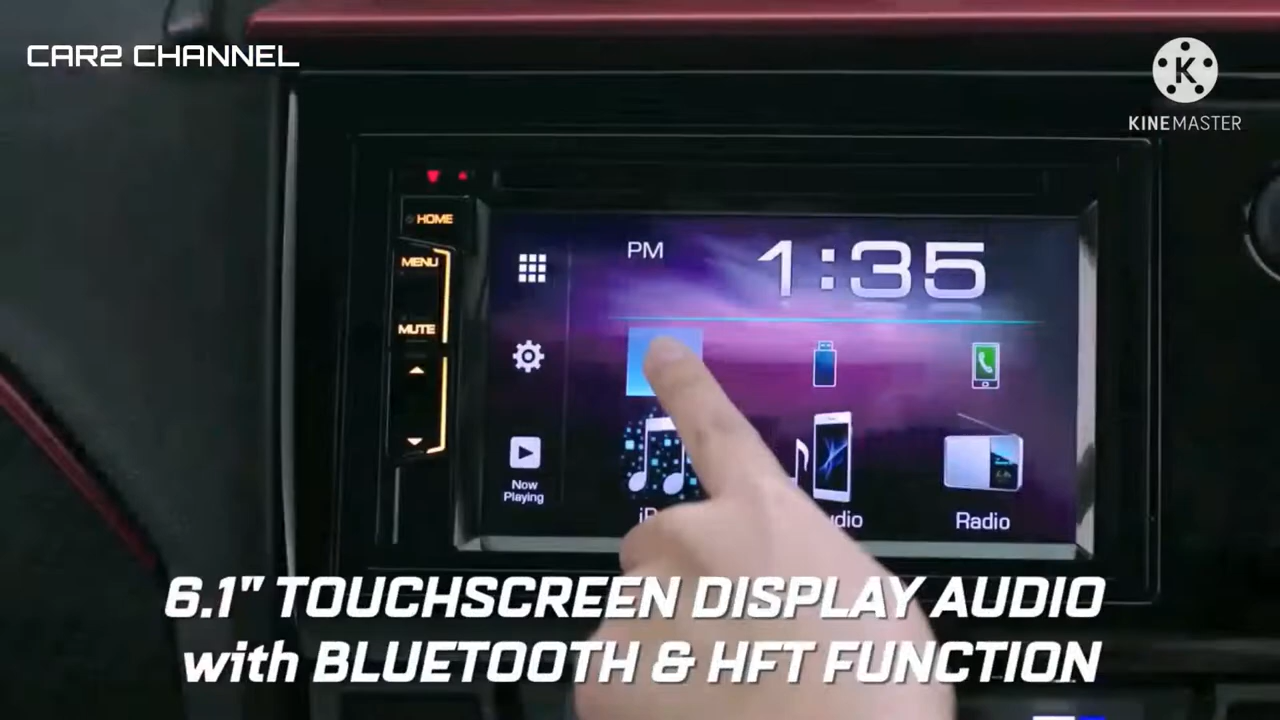 CAR2 CHANNEL
K
KINEMASTER
HOME
MENU
MUTE
PM 1:35
Now
Playing
Radio
6.1" TOUCHSCREEN DISPLAY AUDIO
with BLUETOOTH & HFT FUNCTION